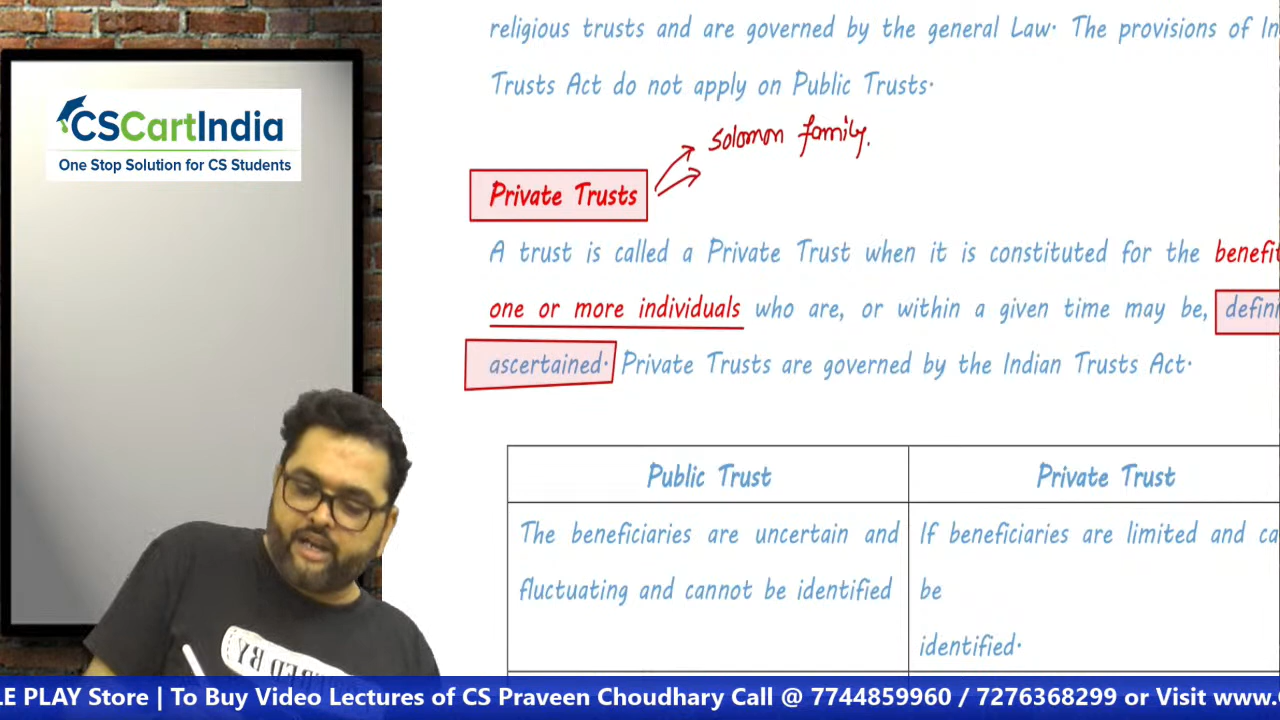 religious trusts and are governed by the general Law. The provisions of
Trusts Act do not apply on Public Trusts.
Solomon family.
Private Trusts
A trust is called a Private Trust when it is constituted for the benefit
one or more individuals who are, or within a given time may be,
ascertained. Private Trusts are governed by the Indian Trusts Act.
CSCartIndia
One Stop Solution for CS Students
Public Trust
Private Trust
The beneficiaries are uncertain and
fluctuating and cannot be identified
If beneficiaries are limited and
be
identified.
PLAY Store | To Buy Video Lectures of CS Praveen Choudhary Call @ 7744859960 / 7276368299 or Visit www.